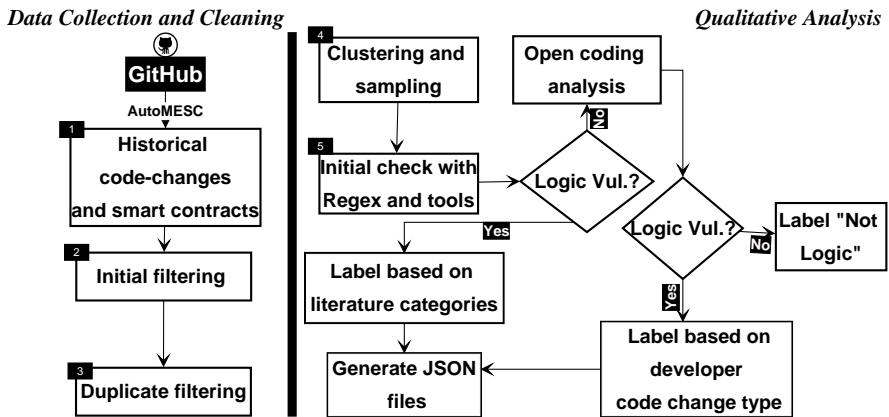 Data Collection and Cleaning
GitHub
AutoMESC
1
Historical
code-changes
and smart contracts
2
Initial filtering
3
Duplicate filtering
Qualitative Analysis
4
Clustering and
sampling
5
Initial check with
Regex and tools
Logic Vul.?
No
Open coding
analysis
Yes
Label based on
literature categories
Logic Vul.?
No
Label "Not
Logic"
Yes
Label based on
developer
code change type
Generate JSON
files